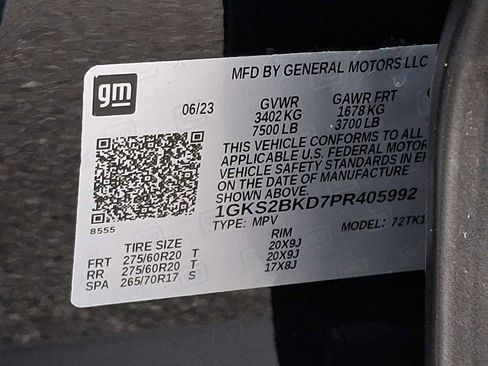 gm
MFD BY GENERAL MOTORS LLC
06/23
GVWR GAWR FRT
3402 KG 1678 KG
7500 LB 3700 LB
THIS VEHICLE CONFORMS TO ALL
APPLICABLE U.S. FEDERAL MOTOR
VEHICLE SAFETY STANDARDS IN
ON THE DATE OF MANUFACTURE
SHOWN ABOVE.
1GKS2BKD7PR405992
TYPE: MPV MODEL: 72TK1
8555
TIRE SIZE RIM
FRT 275/60R20 T 20X9J
RR 275/60R20 T 20X9J
SPA 265/70R17 S 17X8J